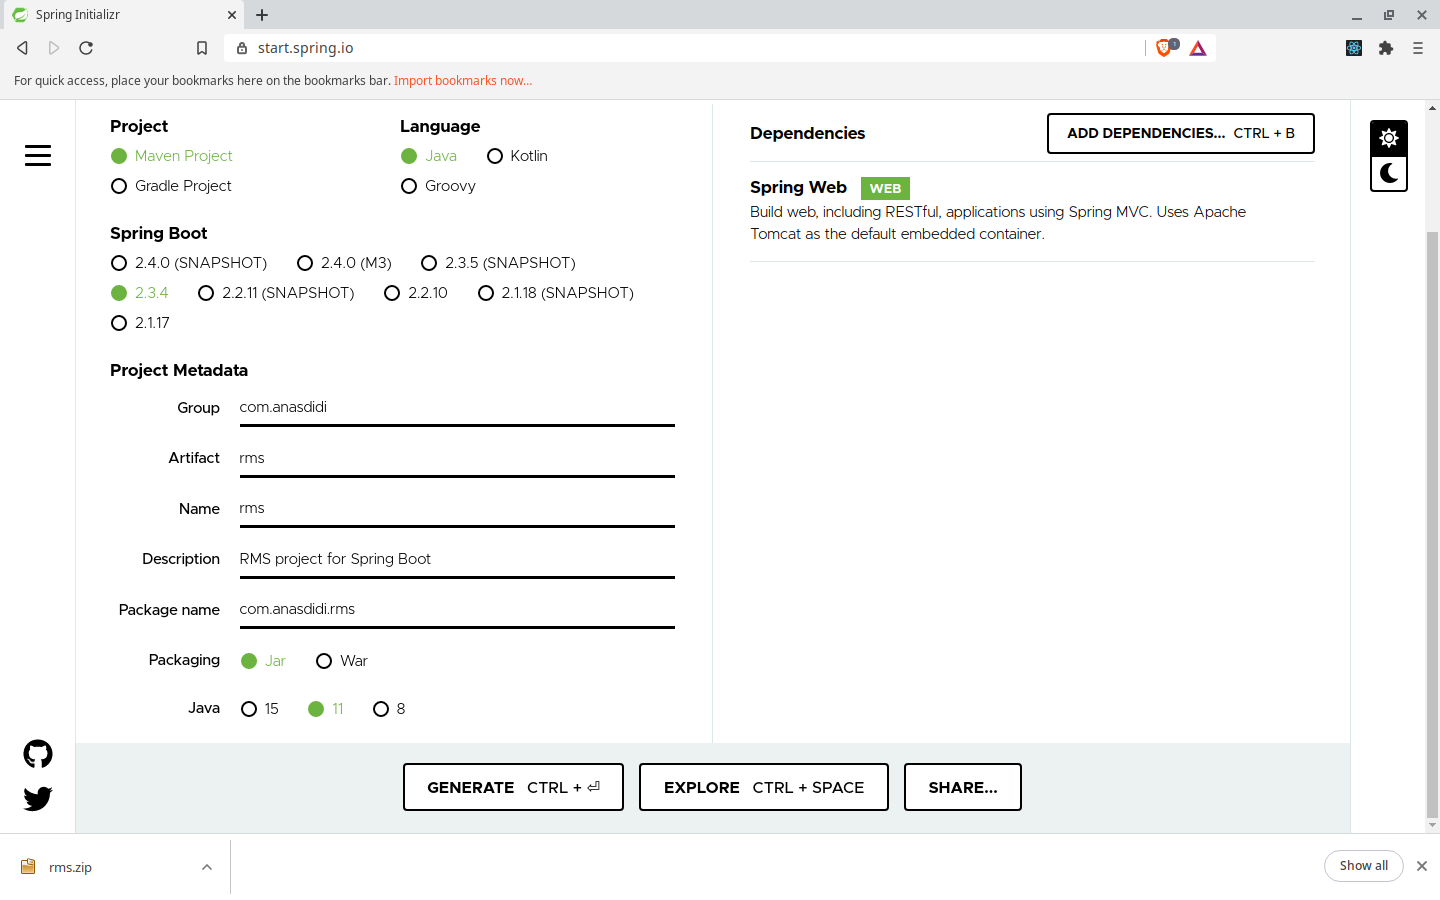 Spring Initializr
start.spring.io
1
For quick access, place your bookmarks here on the bookmarks bar. Import bookmarks now...
Project
Maven Project
Gradle Project
Language
Java Kotlin
Groovy
Spring Boot
2.4.0 (SNAPSHOT) 2.4.0 (M3) 2.3.5 (SNAPSHOT)
2.3.4 2.2.11 (SNAPSHOT) 2.2.10 2.1.18 (SNAPSHOT)
2.1.17
Project Metadata
Group com.anasdidi
Artifact rms
Name rms
Description RMS project for Spring Boot
Package name com.anasdidi.rms
Packaging Jar War
Java 15 11 8
Dependencies ADD DEPENDENCIES... CTRL + B
Spring Web WEB
Build web, including RESTful, applications using Spring MVC. Uses Apache
Tomcat as the default embedded container.
GENERATE CTRL + ⏎ EXPLORE CTRL + SPACE SHARE...
rms.zip Show all